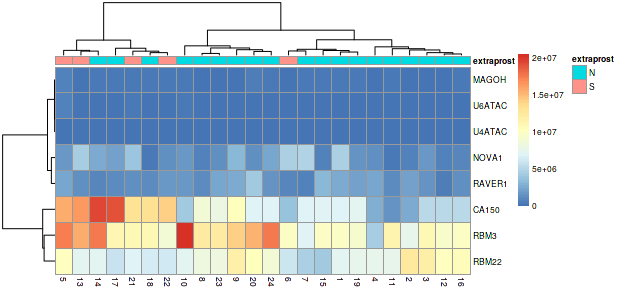 extraprost
MAGOH
U6ATAC
U4ATAC
NOVA1
RAVER1
CA150
RBM3
RBM22
5 13 14 17 21 18 22 10 8 23 9 20 24 6 7 15 1 19 4 11 2 3 12 16
2e+07
1.5e+07
1e+07
5e+06
0
extraprost
N
S